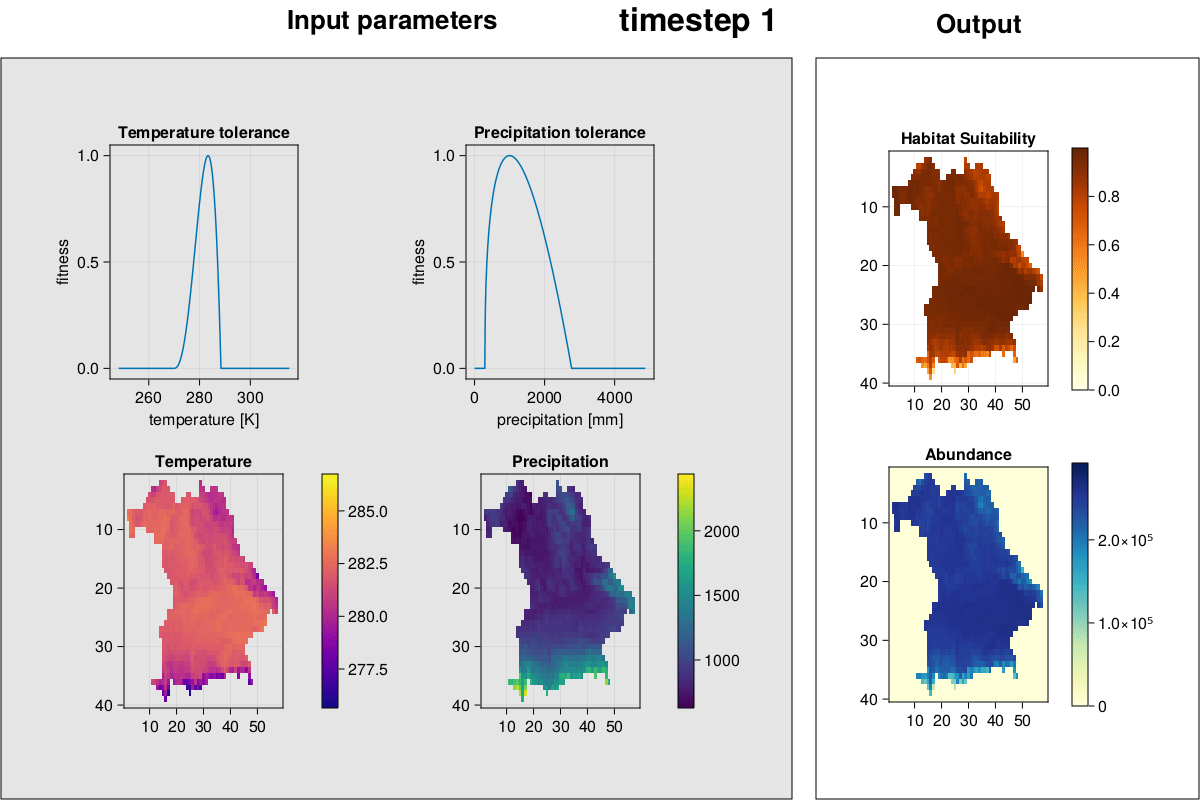 Input parameters
timestep 1
Output
Temperature tolerance
1.0
0.5
0.0
fitness
260 280 300
temperature [K]
Precipitation tolerance
1.0
0.5
0.0
fitness
0 2000 4000
precipitation [mm]
Habitat Suitability
10
20
30
40
10 20 30 40 50
0.8
0.6
0.4
0.2
0.0
Temperature
10
20
30
40
10 20 30 40 50
285.0
282.5
280.0
277.5
Precipitation
10
20
30
40
10 20 30 40 50
2000
1500
1000
Abundance
10
20
30
40
10 20 30 40 50
2.0×10⁵
1.0×10⁵
0